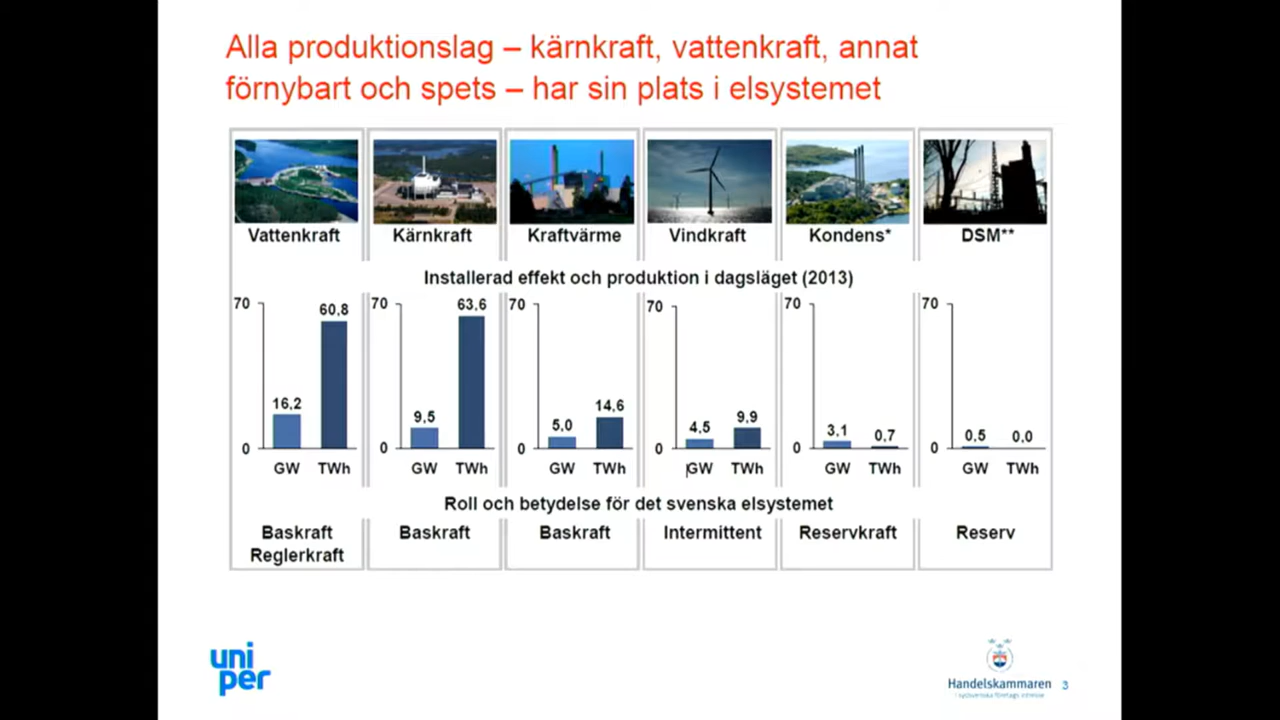 Alla produktionslag – kärnkraft, vattenkraft, annat
förnybart och spets – har sin plats i elsystemet
Vattenkraft
Kärnkraft
Kraftvärme
Vindkraft
Kondens*
DSM**
Installerad effekt och produktion i dagsläget (2013)
70
60,8
16,2
0
GW TWh
70
63,6
9,5
0
GW TWh
70
14,6
5,0
0
GW TWh
70
9,9
4,5
0
GW TWh
70
3,1
0,7
0
GW TWh
70
0,5
0,0
0
GW TWh
Roll och betydelse för det svenska elsystemet
Baskraft
Reglerkraft
Baskraft
Baskraft
Intermittent
Reservkraft
Reserv
uni
per
Handelskammaren
i sydsvenska företags intresse
3